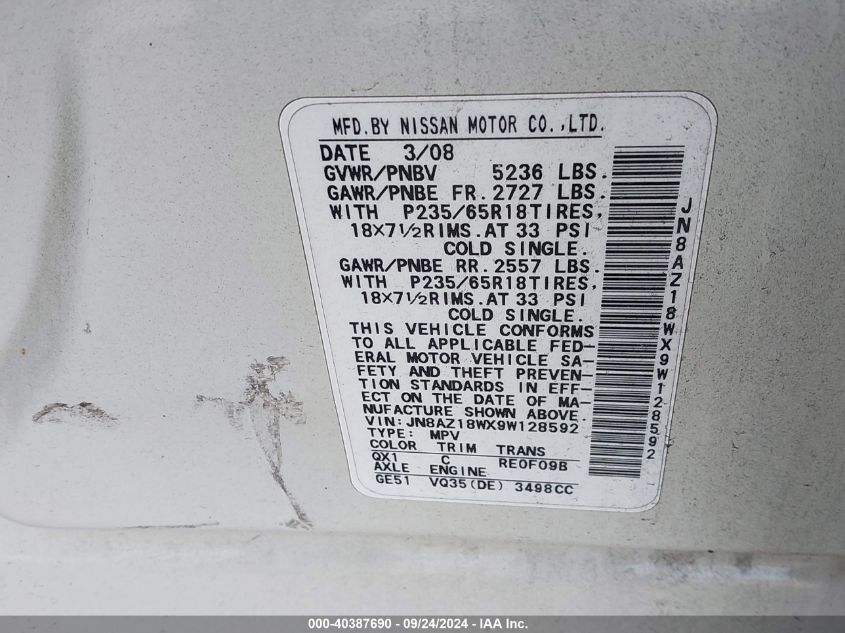 MFD.BY NISSAN MOTOR CO.,LTD.
DATE 3/08
GVWR/PNBV 5236 LBS.
GAWR/PNBE FR.2727 LBS.
WITH P235/65R18TIRES,
18X7 1/2RIMS.AT 33 PSI
COLD SINGLE.
GAWR/PNBE RR.2557 LBS.
WITH P235/65R18TIRES,
18X7 1/2RIMS.AT 33 PSI
COLD SINGLE.
THIS VEHICLE CONFORMS
TO ALL APPLICABLE FED-
ERAL MOTOR VEHICLE SA-
FETY AND THEFT PREVEN-
TION STANDARDS IN EFF-
ECT ON THE DATE OF MA-
NUFACTURE SHOWN ABOVE.
VIN:JN8AZ18WX9W128592
TYPE: MPV
COLOR TRIM TRANS
QX1 C RE0F09B
AXLE ENGINE
GE51 VQ35(DE) 3498CC
JN8AZ18WX9W128592
000-40387690 - 09/24/2024 - IAA Inc.